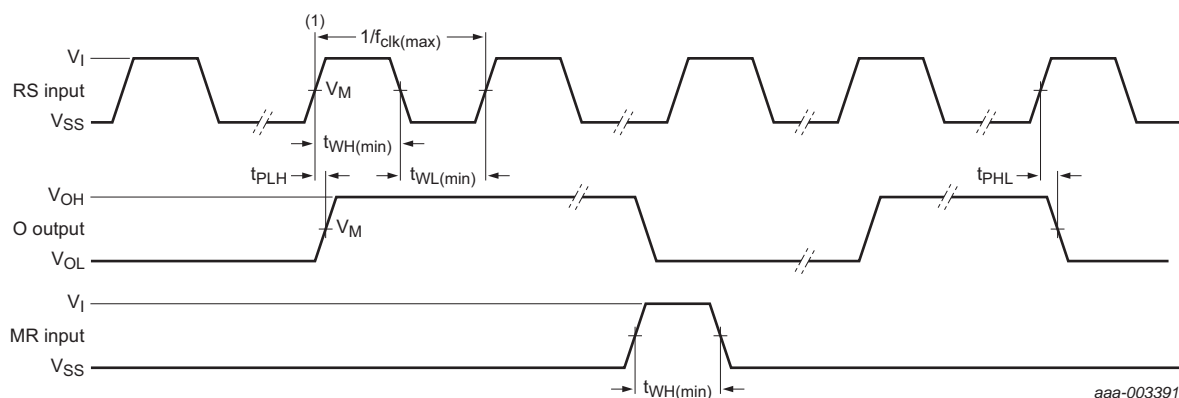 (1)
1/fclk(max)
VI
RS input
VM
VSS
tWH(min)
tPLH
tWL(min)
tPHL
VOH
O output
VM
VOL
VI
MR input
VSS
tWH(min)
aaa-003391